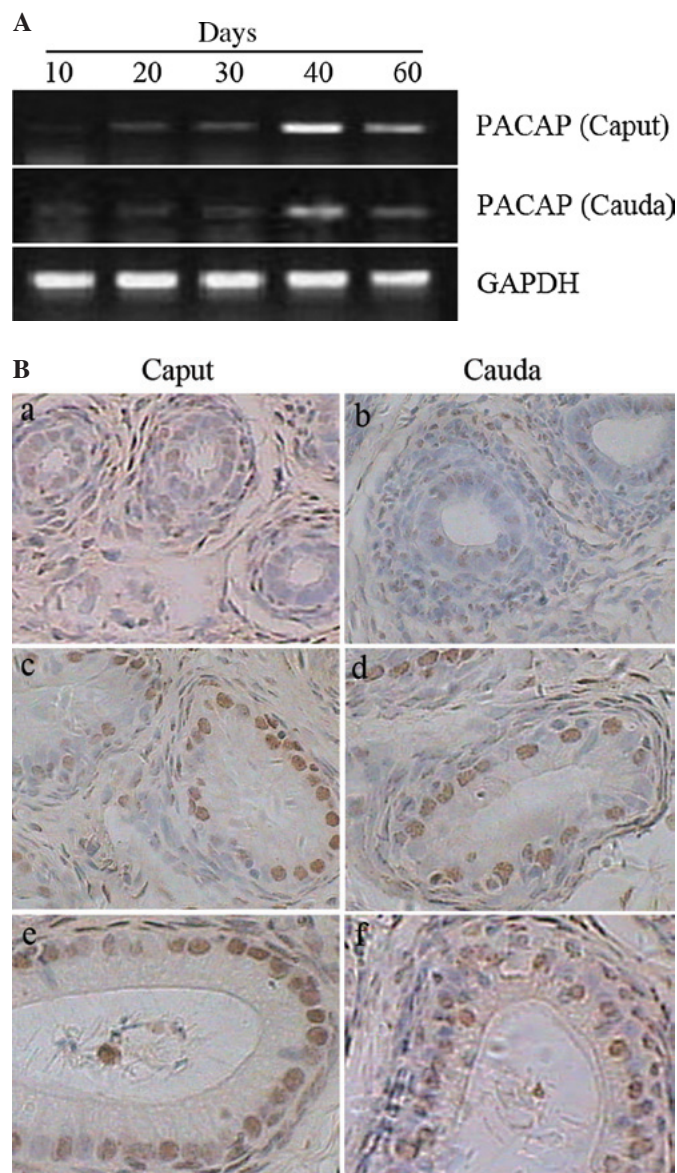 A
Days
10 20 30 40 60
PACAP (Caput)
PACAP (Cauda)
GAPDH
B
Caput Cauda
a b
c d
e f